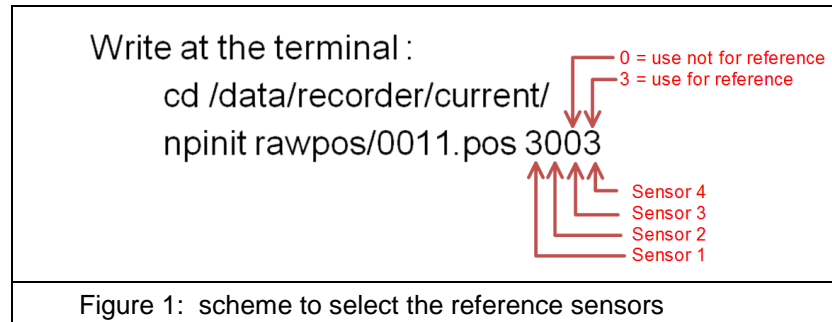 Write at the terminal :
0 = use not for reference
3 = use for reference
cd /data/recorder/current/
npinit rawpos/0011.pos 3003
Sensor 4
Sensor 3
Sensor 2
Sensor 1
Figure 1: scheme to select the reference sensors